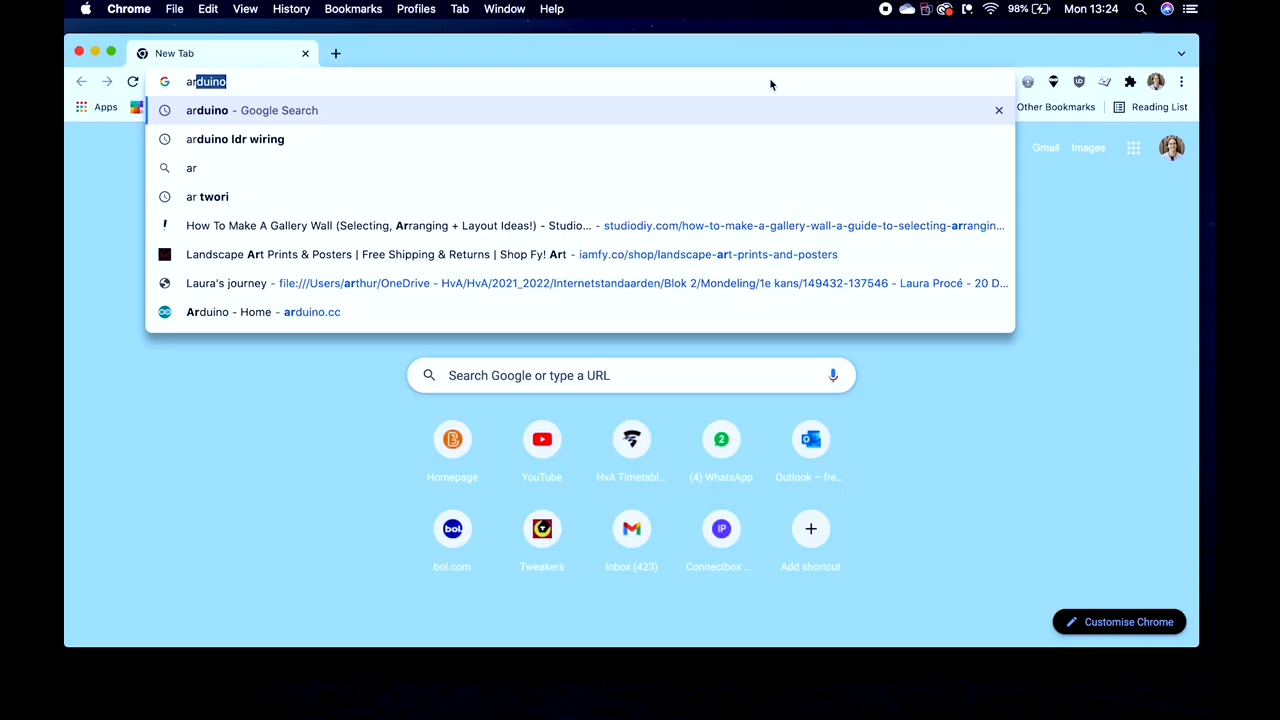 Chrome File Edit View History Bookmarks Profiles Tab Window Help 98% Mon 13:24
New Tab
arduino
Apps Other Bookmarks Reading List
arduino - Google Search
arduino ldr wiring
ar
ar twori
How To Make A Gallery Wall (Selecting, Arranging + Layout Ideas!) - Studio... - studiodiy.com/how-to-make-a-gallery-wall-a-guide-to-selecting-arrangin...
Landscape Art Prints & Posters | Free Shipping & Returns | Shop Fy! Art - iamfy.co/shop/landscape-art-prints-and-posters
Laura's journey - file:///Users/arthur/OneDrive - HvA/HvA/2021_2022/Internetstandaarden/Blok 2/Mondeling/1e kans/149432-137546 - Laura Procé - 20 D...
Arduino - Home - arduino.cc
Gmail Images
Search Google or type a URL
Homepage YouTube HvA Timetabl... (4) WhatsApp Outlook – fre...
bol.com Tweakers Inbox (423) Connectbox ... Add shortcut
Customise Chrome